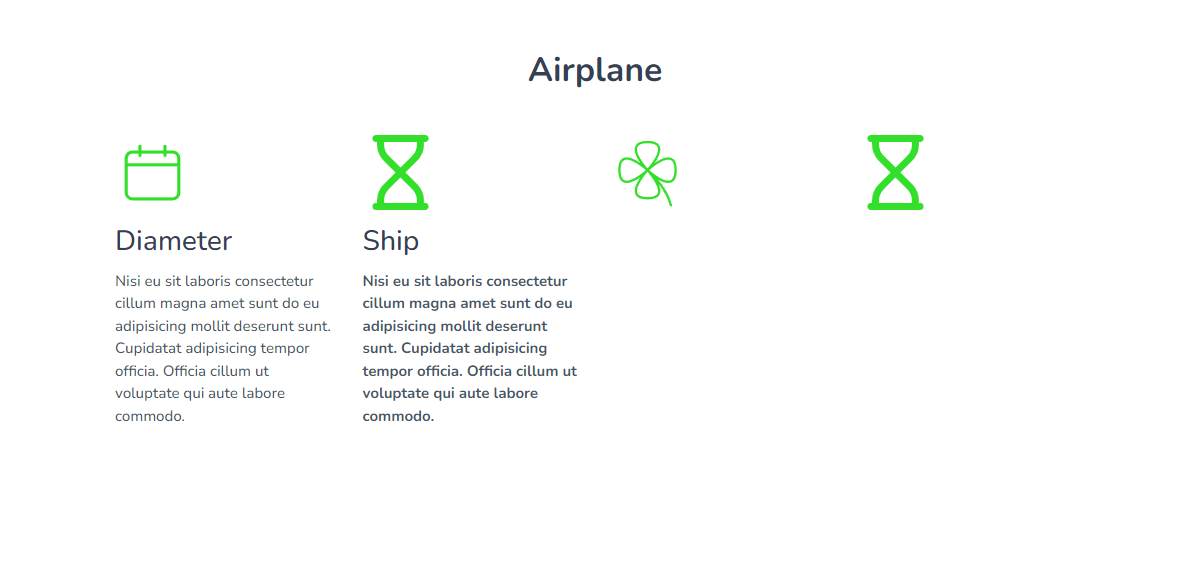 Airplane
Diameter
Nisi eu sit laboris consectetur
cillum magna amet sunt do eu
adipisicing mollit deserunt sunt.
Cupidatat adipisicing tempor
officia. Officia cillum ut
voluptate qui aute labore
commodo.
Ship
Nisi eu sit laboris consectetur
cillum magna amet sunt do eu
adipisicing mollit deserunt
sunt. Cupidatat adipisicing
tempor officia. Officia cillum ut
voluptate qui aute labore
commodo.